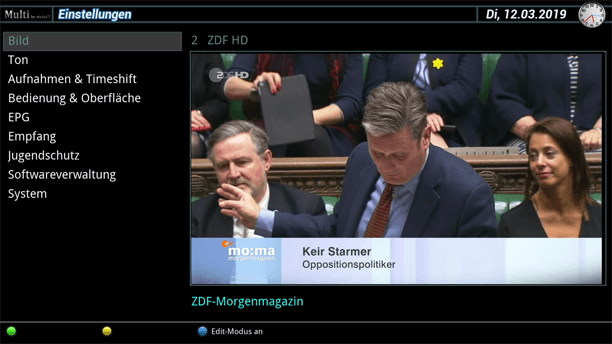 Multi by mielas17
Einstellungen
Di, 12.03.2019
Bild
Ton
Aufnahmen & Timeshift
Bedienung & Oberfläche
EPG
Empfang
Jugendschutz
Softwareverwaltung
System
2 ZDF HD
ZDF HD
mo:ma
morgenmagazin
Keir Starmer
Oppositionspolitiker
ZDF-Morgenmagazin
Edit-Modus an